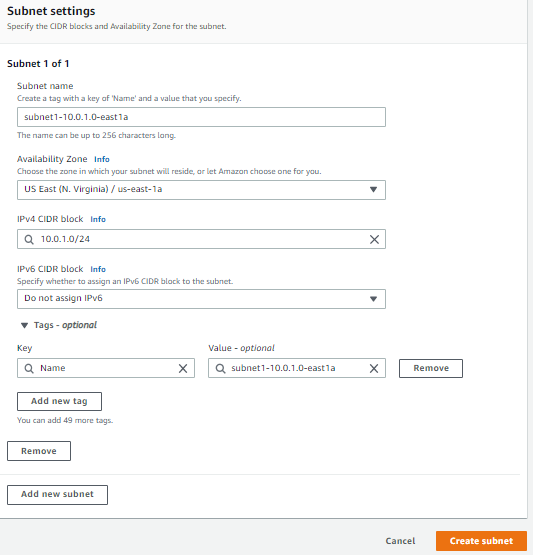 Subnet settings
Specify the CIDR blocks and Availability Zone for the subnet.
Subnet 1 of 1
Subnet name
Create a tag with a key of 'Name' and a value that you specify.
subnet1-10.0.1.0-east1a
The name can be up to 256 characters long.
Availability Zone Info
Choose the zone in which your subnet will reside, or let Amazon choose one for you.
US East (N. Virginia) / us-east-1a
IPv4 CIDR block Info
10.0.1.0/24
IPv6 CIDR block Info
Specify whether to assign an IPv6 CIDR block to the subnet.
Do not assign IPv6
Tags - optional
Key Value - optional
Name subnet1-10.0.1.0-east1a Remove
Add new tag
You can add 49 more tags.
Remove
Add new subnet
Cancel Create subnet